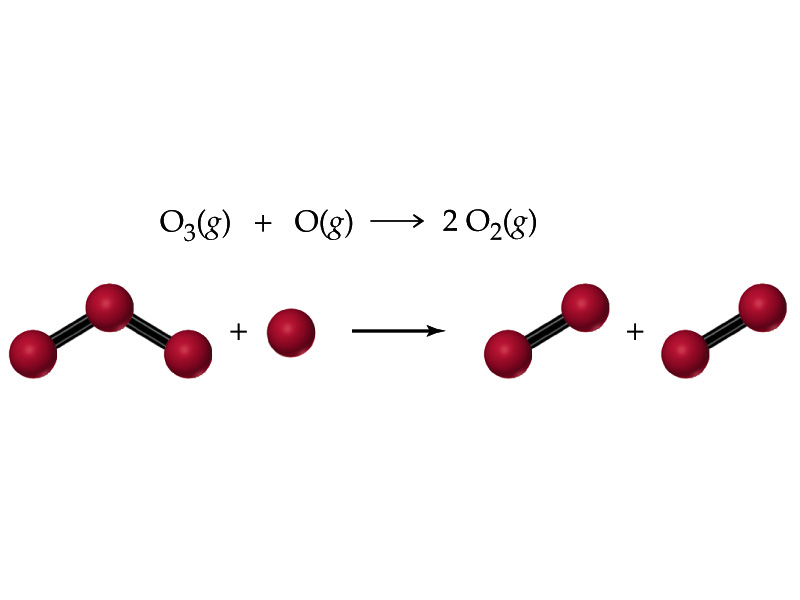 O₃(g) + O(g) ⟶ 2 O₂(g)
+ ⟶ +